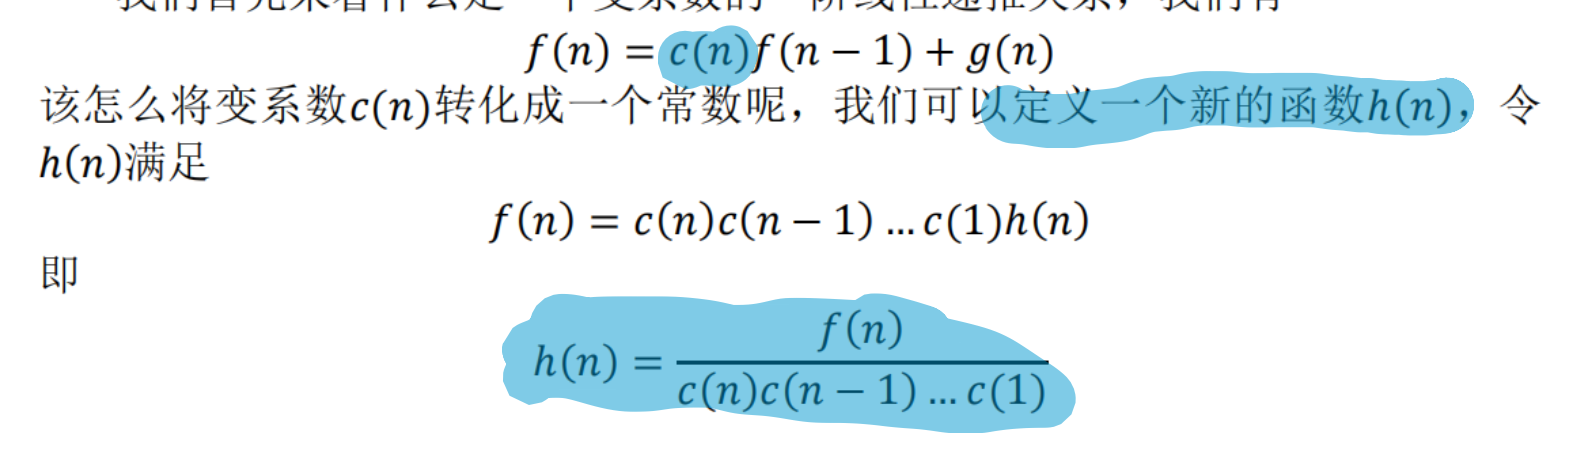 f(n) = c(n)f(n − 1) + g(n)
该怎么将变系数c(n)转化成一个常数呢，我们可以定义一个新的函数h(n)，令
h(n)满足
f(n) = c(n)c(n − 1) … c(1)h(n)
即
h(n) = f(n) / c(n)c(n − 1) … c(1)